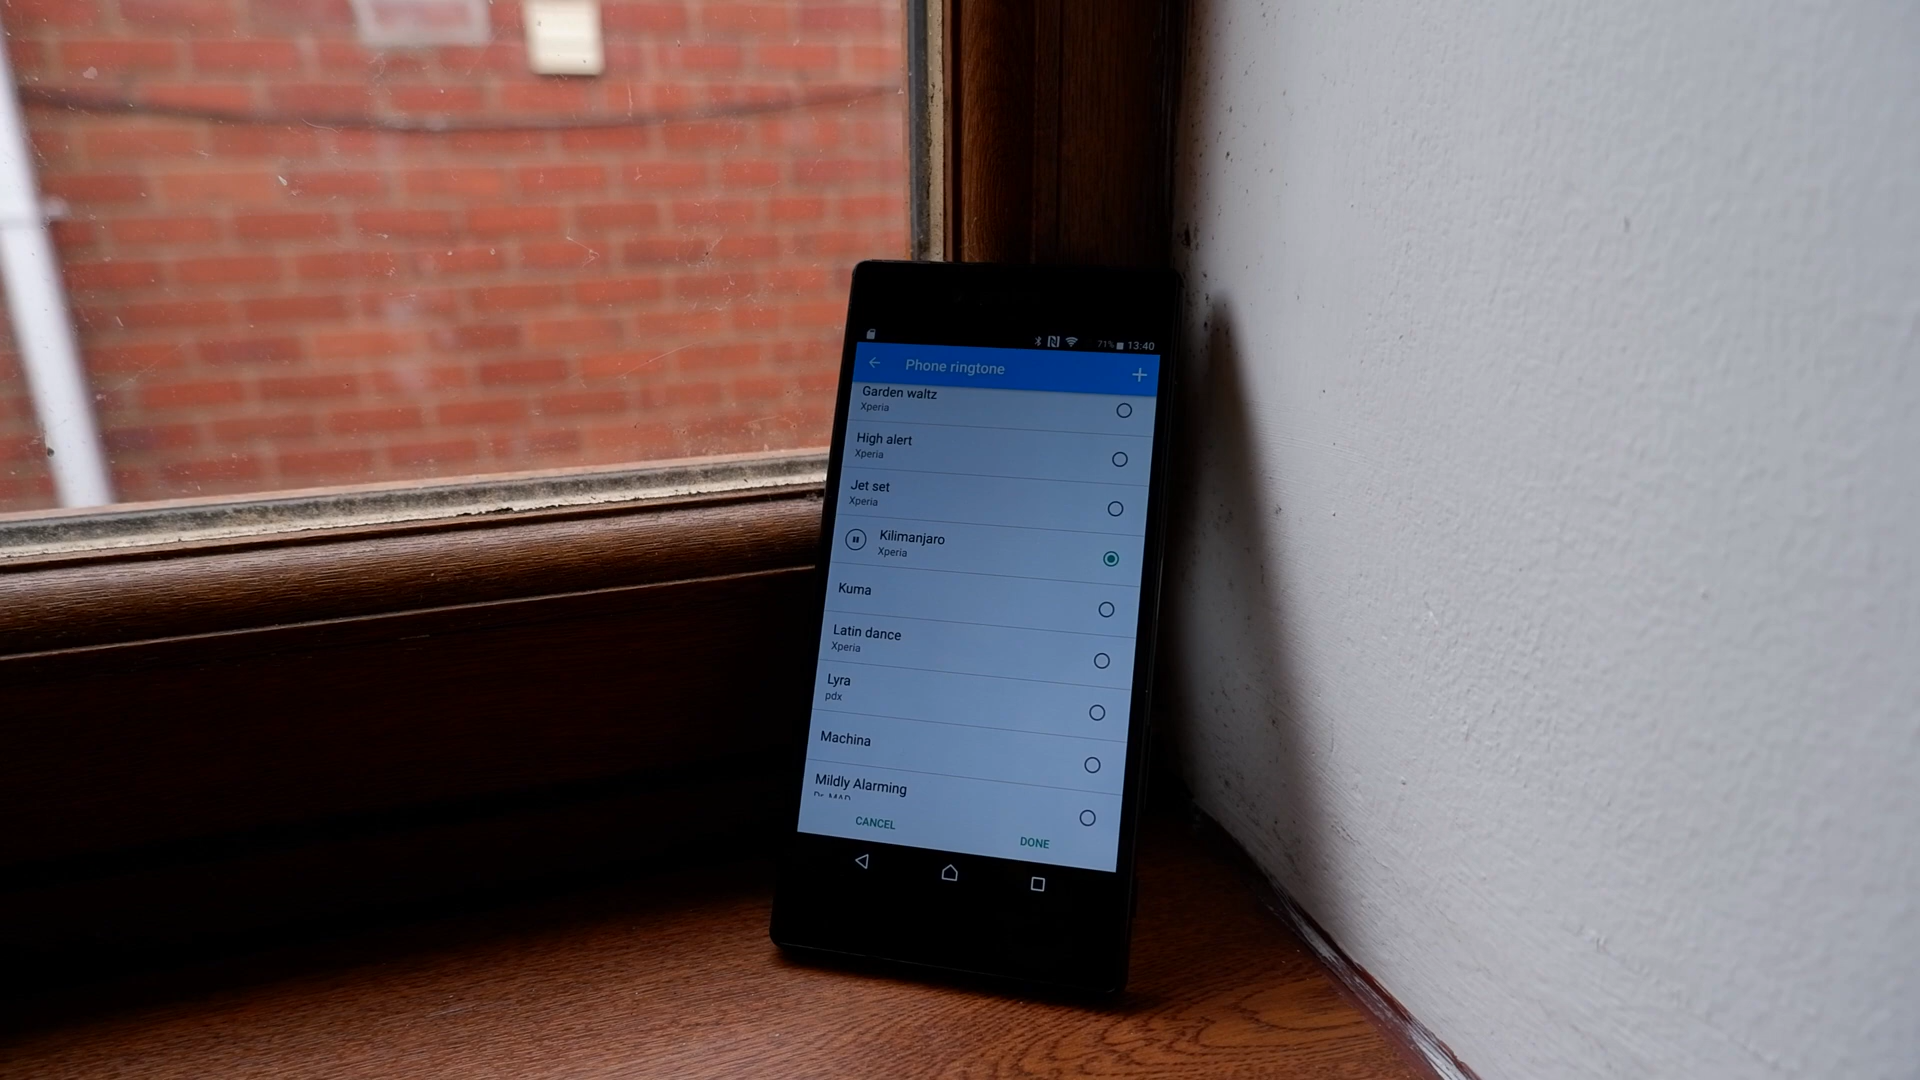 71% 13:40
Phone ringtone
Garden waltz
Xperia
High alert
Xperia
Jet set
Xperia
Kilimanjaro
Xperia
Kuma
Latin dance
Xperia
Lyra
pdx
Machina
Mildly Alarming
CANCEL
DONE